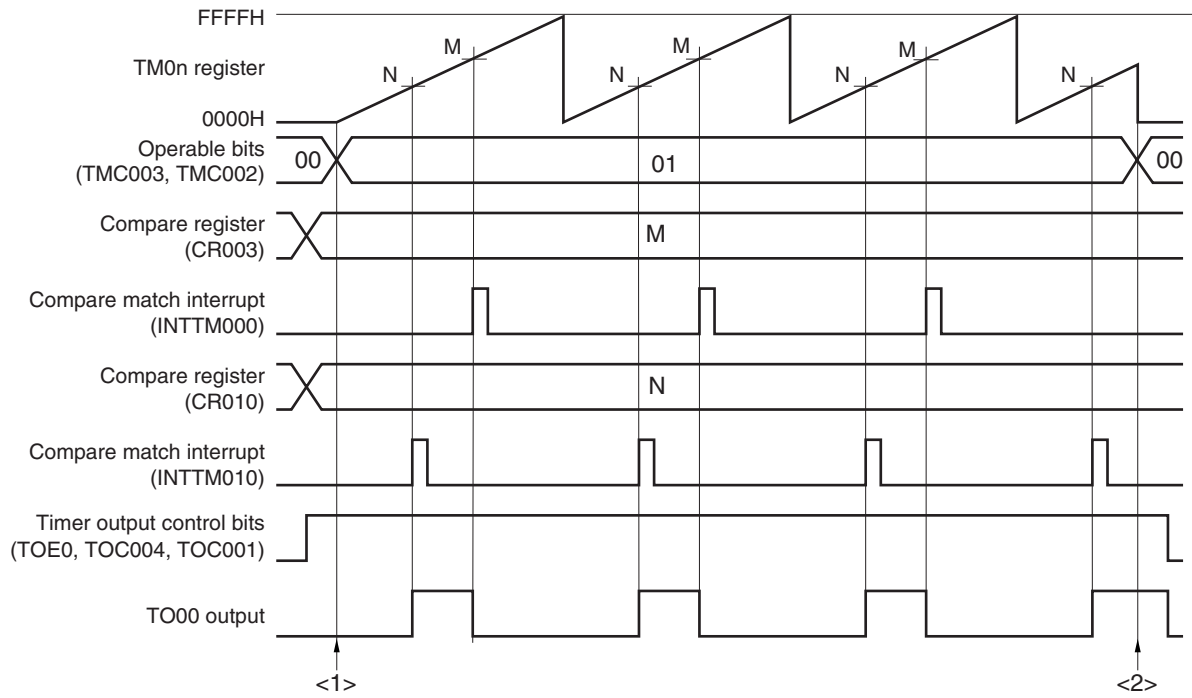 FFFFH
M M M
N N N N
TM0n register
0000H
Operable bits
(TMC003, TMC002)
00 01 00
Compare register
(CR003)
M
Compare match interrupt
(INTTM000)
Compare register
(CR010)
N
Compare match interrupt
(INTTM010)
Timer output control bits
(TOE0, TOC004, TOC001)
TO00 output
<1> <2>